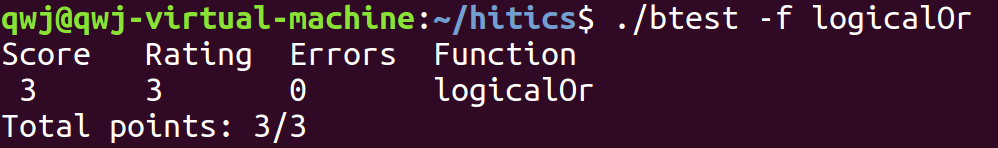 qwj@qwj-virtual-machine:~/hitics$ ./btest -f logicalOr
Score Rating Errors Function
3 3 0 logicalOr
Total points: 3/3